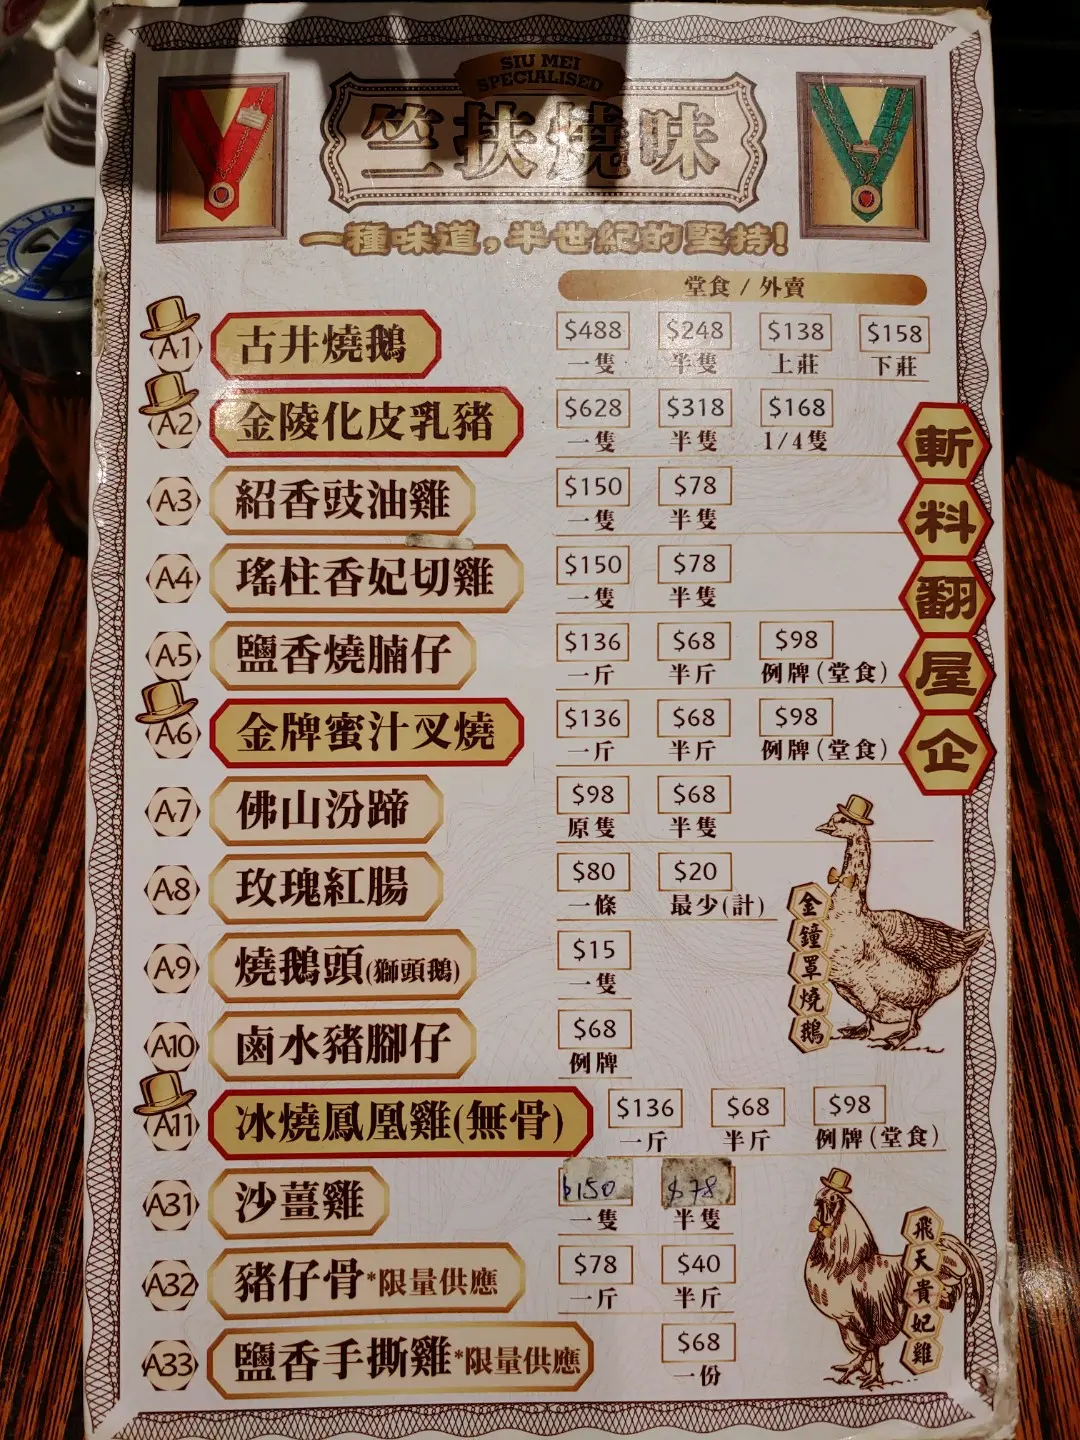 SIU MEI
SPECIALISED
竺扶燒味
一種味道,半世紀的堅持!
堂食 / 外賣
A1 古井燒鵝 $488 $248 $138 $158
一隻 半隻 上莊 下莊
A2 金陵化皮乳豬 $628 $318 $168
一隻 半隻 1/4隻
A3 紹香豉油雞 $150 $78
一隻 半隻
A4 瑤柱香妃切雞 $150 $78
一隻 半隻
A5 鹽香燒腩仔 $136 $68 $98
一斤 半斤 例牌(堂食)
A6 金牌蜜汁叉燒 $136 $68 $98
一斤 半斤 例牌(堂食)
A7 佛山汾蹄 $98 $68
原隻 半隻
A8 玫瑰紅腸 $80 $20
一條 最少(計)
A9 燒鵝頭(獅頭鵝) $15
一隻
A10 鹵水豬腳仔 $68
例牌
A11 冰燒鳳凰雞(無骨) $136 $68 $98
一斤 半斤 例牌(堂食)
A31 沙薑雞 $150 $78
一隻 半隻
A32 豬仔骨*限量供應 $78 $40
一斤 半斤
A33 鹽香手撕雞*限量供應 $68
一份
斬料翻屋企
金鐘罩燒鵝
飛天貴妃雞